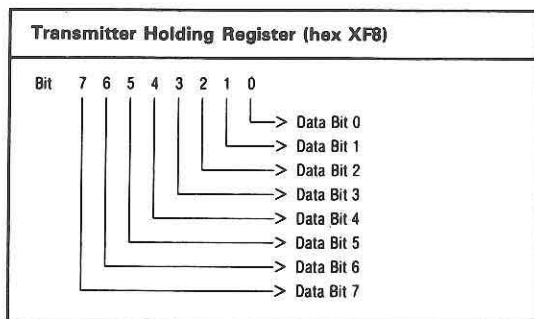 Transmitter Holding Register (hex XF8)
Bit 7 6 5 4 3 2 1 0
Data Bit 0
Data Bit 1
Data Bit 2
Data Bit 3
Data Bit 4
Data Bit 5
Data Bit 6
Data Bit 7